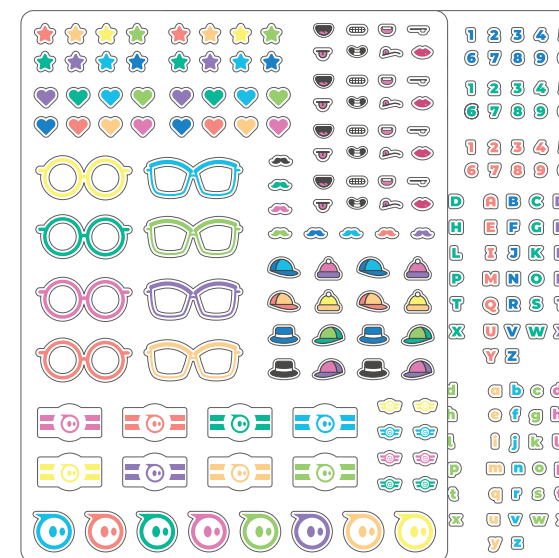 1 2 3 4
6 7 8 9
1 2 3 4
6 7 8 9
1 2 3 4
6 7 8 9
D A B C
H E F G
L I J K
P M N O
T Q R S T
X U V W
Y Z
d a b c d
h e f g h
l i j k
p m n o p
t q r s t
x u v w x
y z